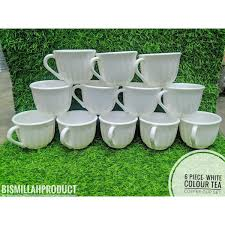 6 PIECE WHITE
COLOUR TEA
COFFEE CUP SET
BISMILLAHPRODUCT